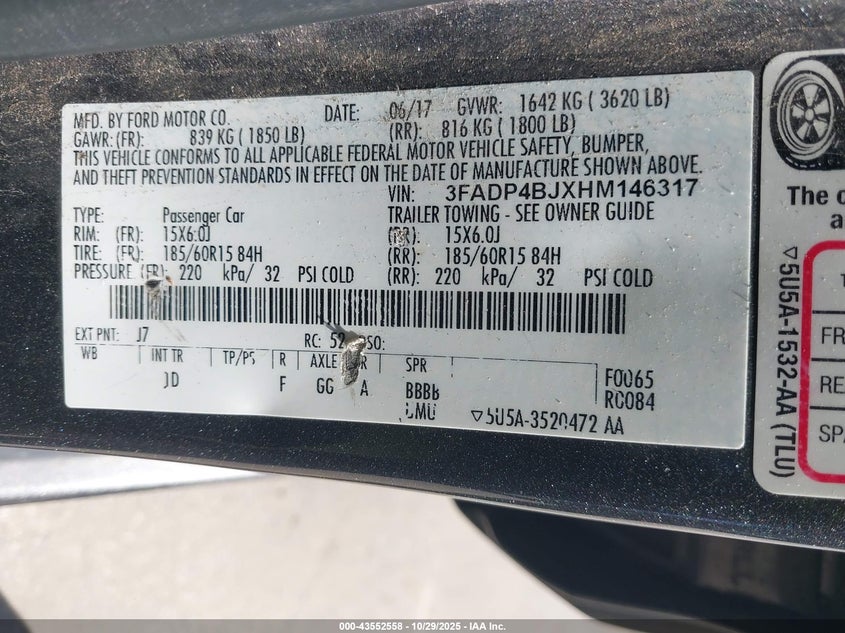 MFD. BY FORD MOTOR CO. DATE: 06/17 GVWR: 1642 KG ( 3620 LB)
GAWR: (FR): 839 KG ( 1850 LB) (RR): 816 KG ( 1800 LB)
THIS VEHICLE CONFORMS TO ALL APPLICABLE FEDERAL MOTOR VEHICLE SAFETY, BUMPER,
AND THEFT PREVENTION STANDARDS IN EFFECT ON THE DATE OF MANUFACTURE SHOWN ABOVE.
VIN: 3FADP4BJXHM146317
TYPE: Passenger Car TRAILER TOWING - SEE OWNER GUIDE
RIM: (FR): 15X6.0J (RR): 15X6.0J
TIRE: (FR): 185/60R15 84H (RR): 185/60R15 84H
PRESSURE (FR): 220 kPa/ 32 PSI COLD (RR): 220 kPa/ 32 PSI COLD
EXT PNT: J7 RC: 52 DSO:
WB INT TR TP/PS R AXLE SPR
JD F GG A BBBB F0065
LMU ▽5U5A-3520472 AA R0084
The
a
▽5U5A-1532-AA (TLU)
FR
RE
SPA
000-43552558 - 10/29/2025 - IAA Inc.